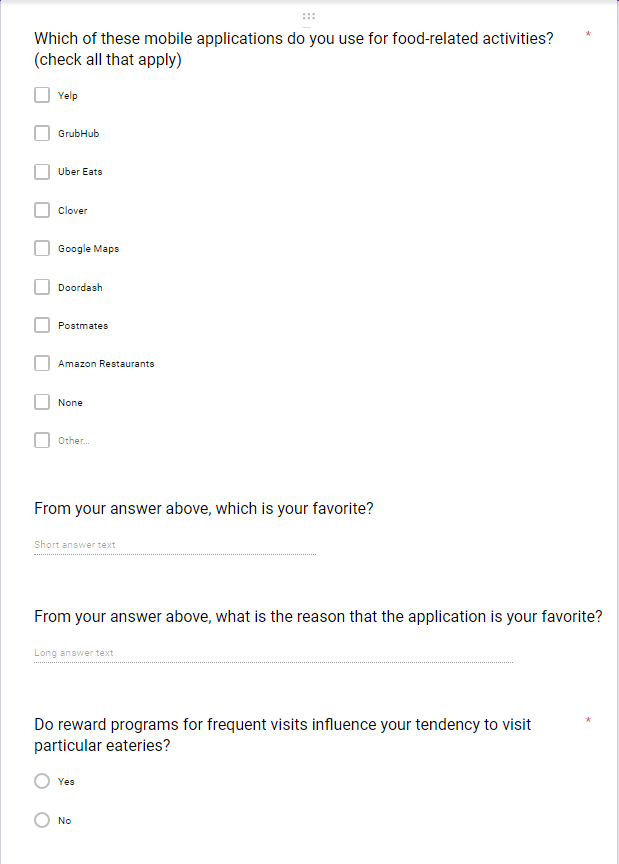 Which of these mobile applications do you use for food-related activities? *
(check all that apply)
Yelp
GrubHub
Uber Eats
Clover
Google Maps
Doordash
Postmates
Amazon Restaurants
None
Other...
From your answer above, which is your favorite?
Short answer text
From your answer above, what is the reason that the application is your favorite?
Long answer text
Do reward programs for frequent visits influence your tendency to visit *
particular eateries?
Yes
No